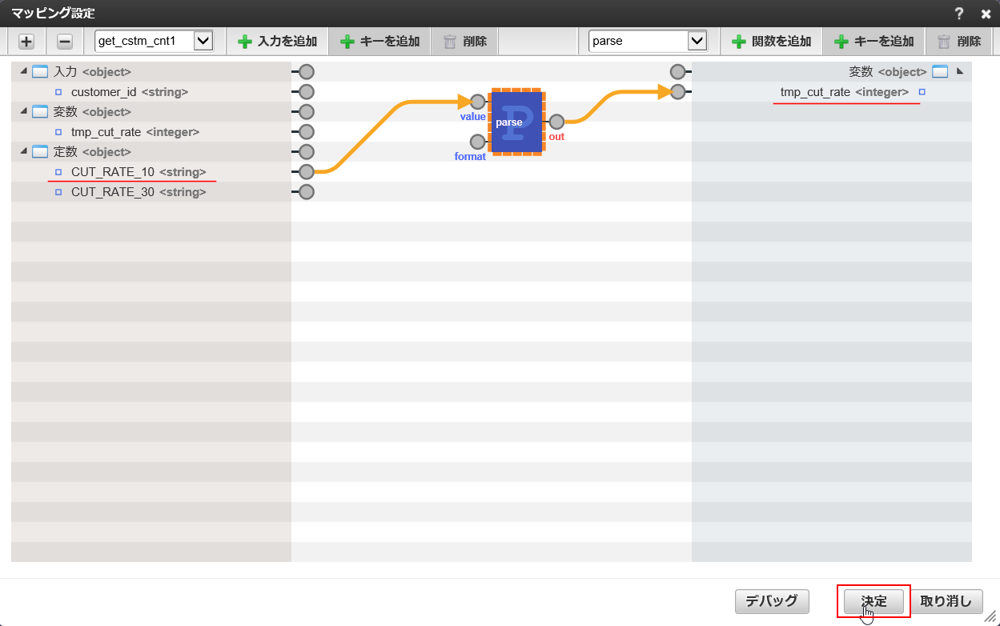 マッピング設定
get_cstm_cnt1 入力を追加 キーを追加 削除 parse 関数を追加 キーを追加 削除
入力 <object>
customer_id <string>
変数 <object>
tmp_cut_rate <integer>
定数 <object>
CUT_RATE_10 <string>
CUT_RATE_30 <string>
value
format
P
parse
out
変数 <object>
tmp_cut_rate <integer>
デバッグ 決定 取り消し